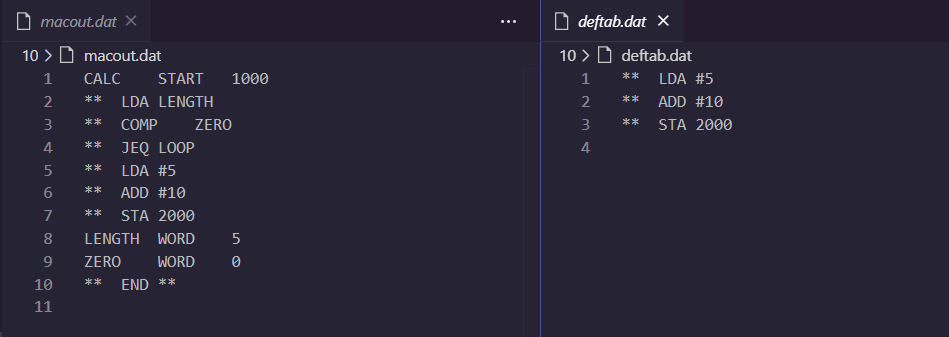 macout.dat
10 > macout.dat
1 CALC START 1000
2 ** LDA LENGTH
3 ** COMP ZERO
4 ** JEQ LOOP
5 ** LDA #5
6 ** ADD #10
7 ** STA 2000
8 LENGTH WORD 5
9 ZERO WORD 0
10 ** END **
11
deftab.dat
10 > deftab.dat
1 ** LDA #5
2 ** ADD #10
3 ** STA 2000
4